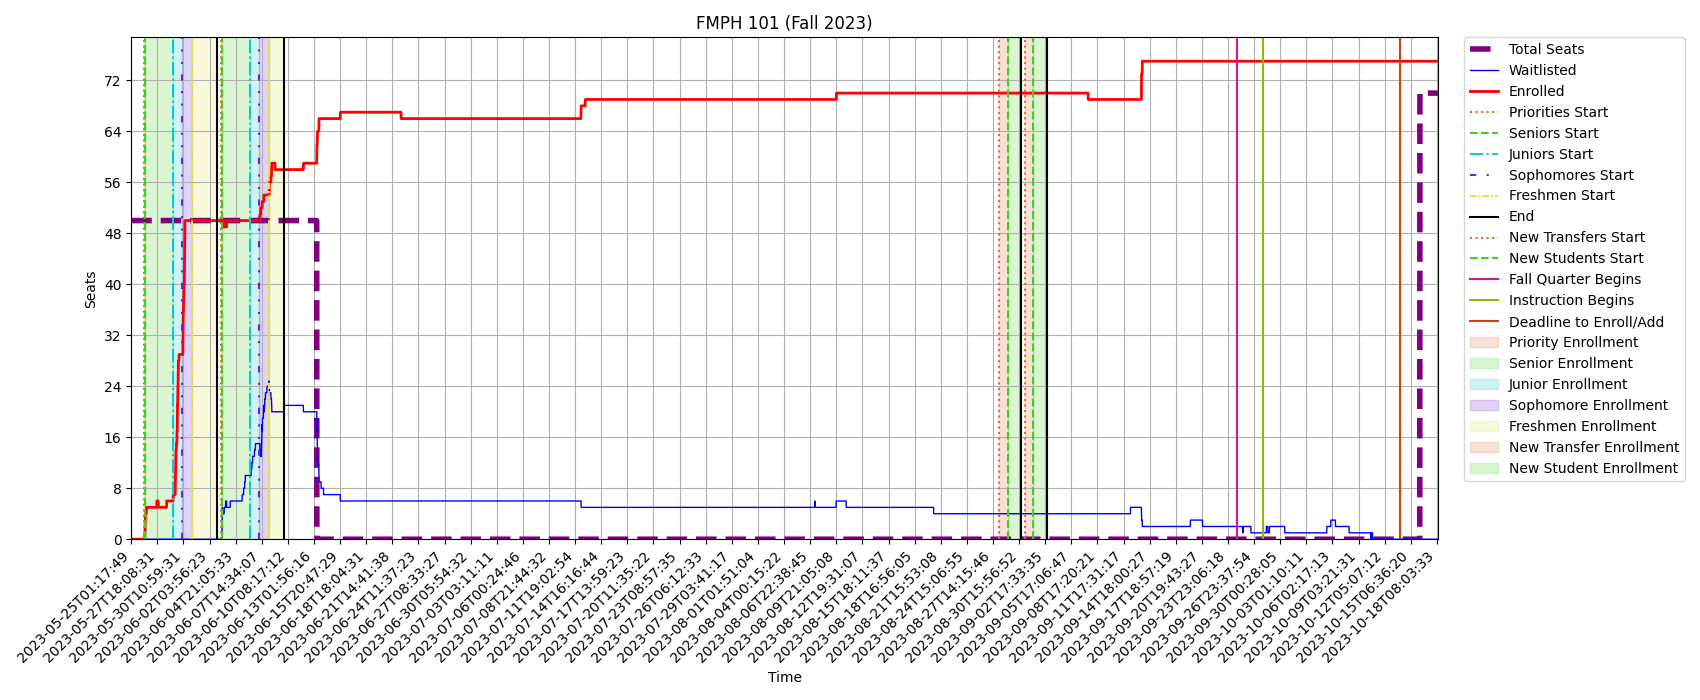 FMPH 101 (Fall 2023)
Seats
72
64
56
48
40
32
24
16
8
0
2023-05-25T01:17:49
2023-05-27T18:08:31
2023-05-30T10:59:31
2023-06-02T03:56:23
2023-06-04T21:05:33
2023-06-07T14:34:07
2023-06-10T08:17:12
2023-06-13T01:56:16
2023-06-15T20:47:29
2023-06-18T18:04:31
2023-06-21T14:41:38
2023-06-24T11:37:23
2023-06-27T08:33:27
2023-06-30T05:54:32
2023-07-03T03:11:11
2023-07-06T00:24:46
2023-07-08T21:44:32
2023-07-11T19:02:54
2023-07-14T16:16:44
2023-07-17T13:59:23
2023-07-20T11:35:22
2023-07-23T08:57:35
2023-07-26T06:12:33
2023-07-29T03:41:17
2023-08-01T01:51:04
2023-08-04T00:15:22
2023-08-06T22:38:45
2023-08-09T21:05:08
2023-08-12T19:31:07
2023-08-15T18:11:37
2023-08-18T16:56:05
2023-08-21T15:53:08
2023-08-24T15:06:55
2023-08-27T14:15:46
2023-08-30T15:56:52
2023-09-02T17:33:35
2023-09-05T17:06:47
2023-09-08T17:20:21
2023-09-11T17:31:17
2023-09-14T18:00:27
2023-09-17T18:57:19
2023-09-20T19:43:27
2023-09-23T23:06:18
2023-09-26T23:37:54
2023-09-30T00:28:05
2023-10-03T01:10:11
2023-10-06T02:17:13
2023-10-09T03:21:31
2023-10-12T05:07:12
2023-10-15T06:36:20
2023-10-18T08:03:33
Time
Total Seats
Waitlisted
Enrolled
Priorities Start
Seniors Start
Juniors Start
Sophomores Start
Freshmen Start
End
New Transfers Start
New Students Start
Fall Quarter Begins
Instruction Begins
Deadline to Enroll/Add
Priority Enrollment
Senior Enrollment
Junior Enrollment
Sophomore Enrollment
Freshmen Enrollment
New Transfer Enrollment
New Student Enrollment